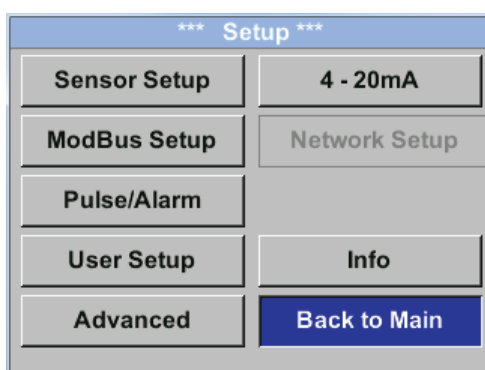 *** Setup ***
Sensor Setup
4 - 20mA
ModBus Setup
Network Setup
Pulse/Alarm
User Setup
Info
Advanced
Back to Main